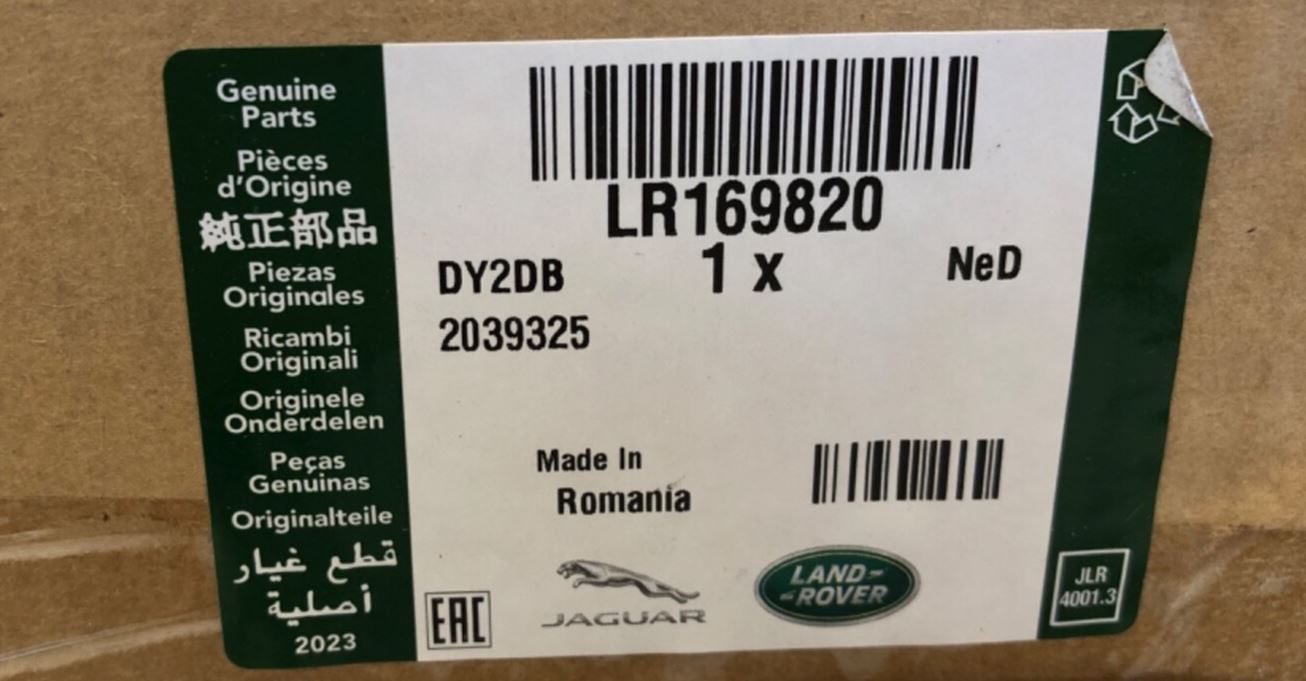 Genuine
Parts
Pièces
d'Origine
純正部品
Piezas
Originales
Ricambi
Originali
Originele
Onderdelen
Peças
Genuinas
Originalteile
قطع غيار
أصلية
2023
LR169820
DY2DB
1 x
NeD
2039325
Made In
Romania
EAC
JAGUAR
LAND-
-ROVER
JLR
4001.3